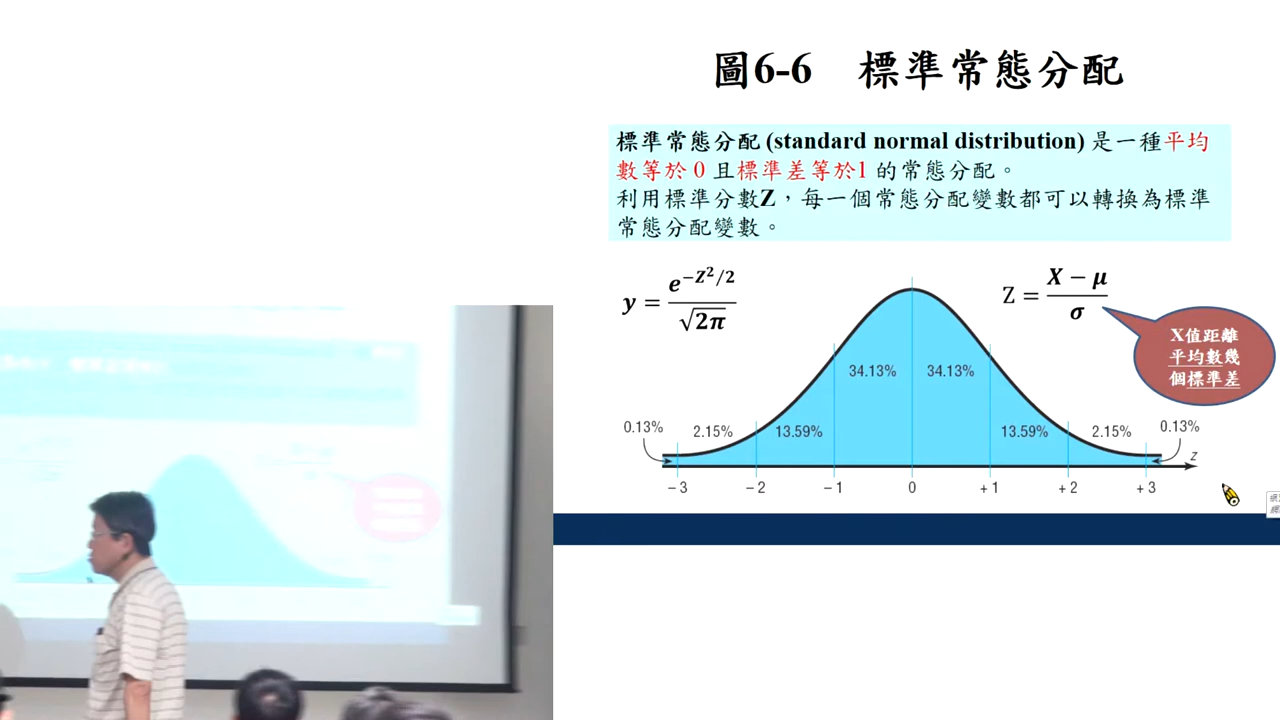 圖6-6 標準常態分配
標準常態分配 (standard normal distribution) 是一種平均
數等於 0 且標準差等於1 的常態分配。
利用標準分數Z，每一個常態分配變數都可以轉換為標準
常態分配變數。
y = e^{-Z²/2} / √2π
Z = (X − μ) / σ
X值距離
平均數幾
個標準差
34.13% 34.13%
0.13% 2.15% 13.59% 13.59% 2.15% 0.13%
z
−3 −2 −1 0 +1 +2 +3